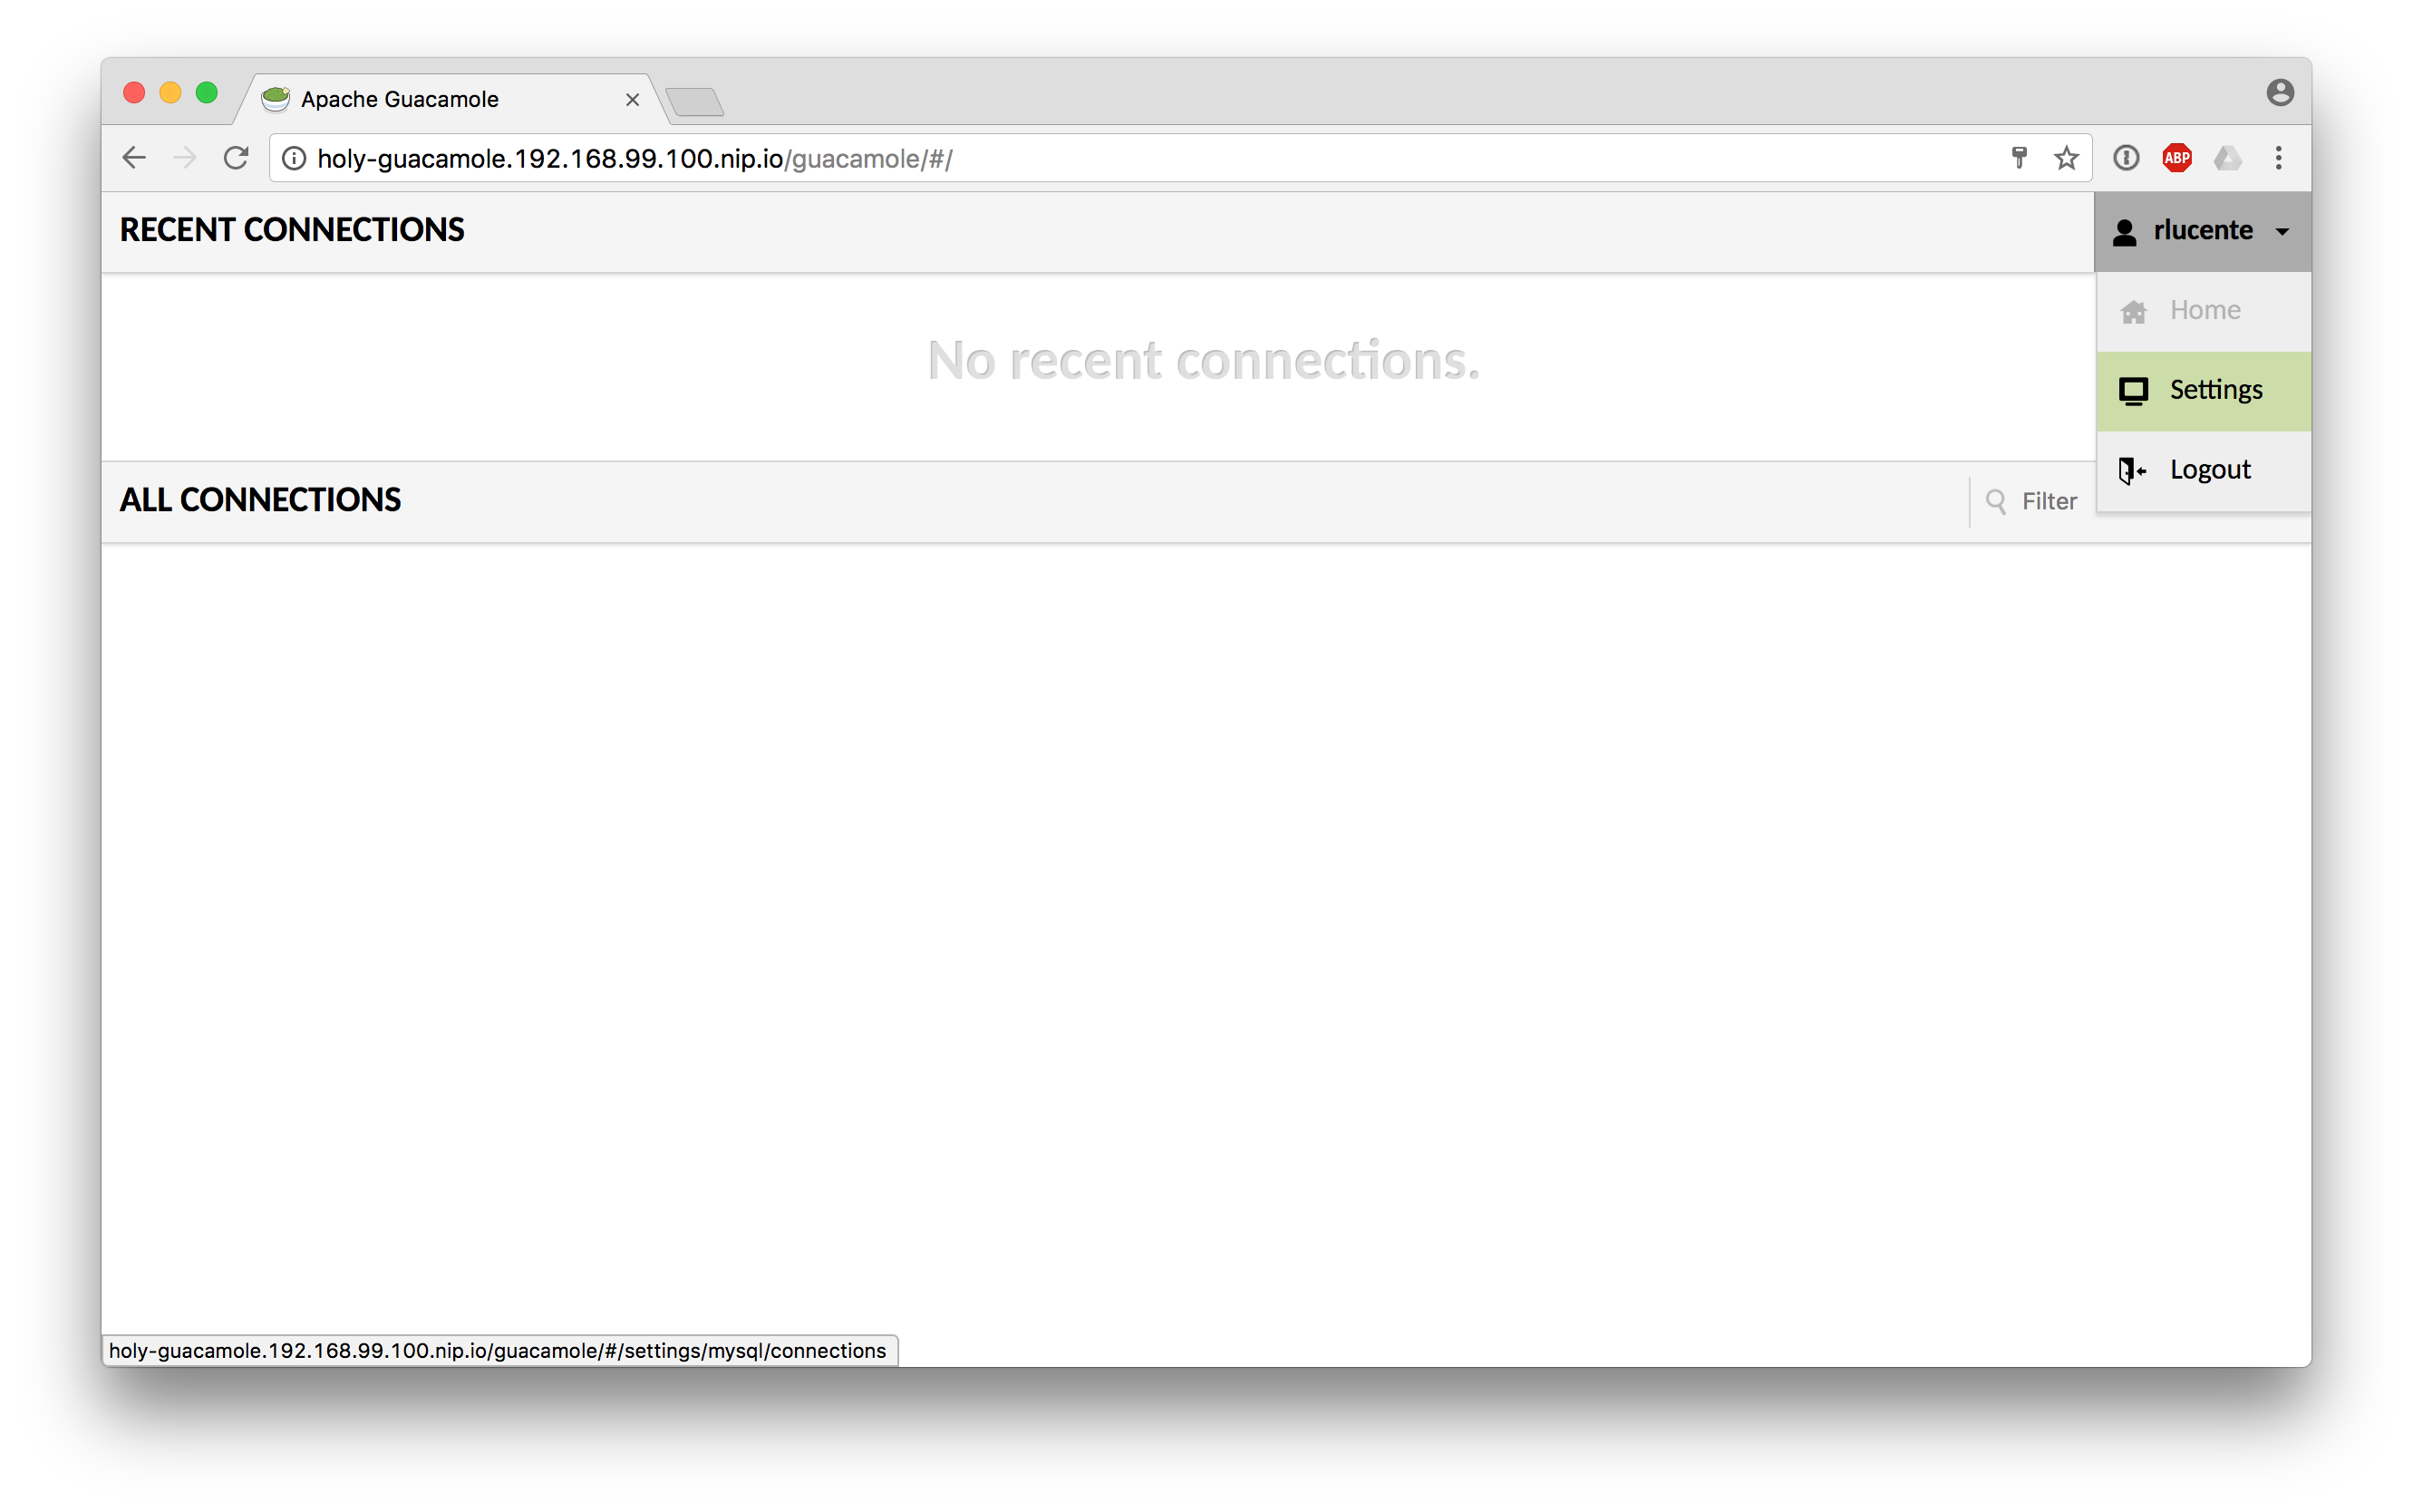 Apache Guacamole
holy-guacamole.192.168.99.100.nip.io/guacamole/#/
ABP
RECENT CONNECTIONS
rlucente
Home
No recent connections.
Settings
Logout
ALL CONNECTIONS
Filter
holy-guacamole.192.168.99.100.nip.io/guacamole/#/settings/mysql/connections